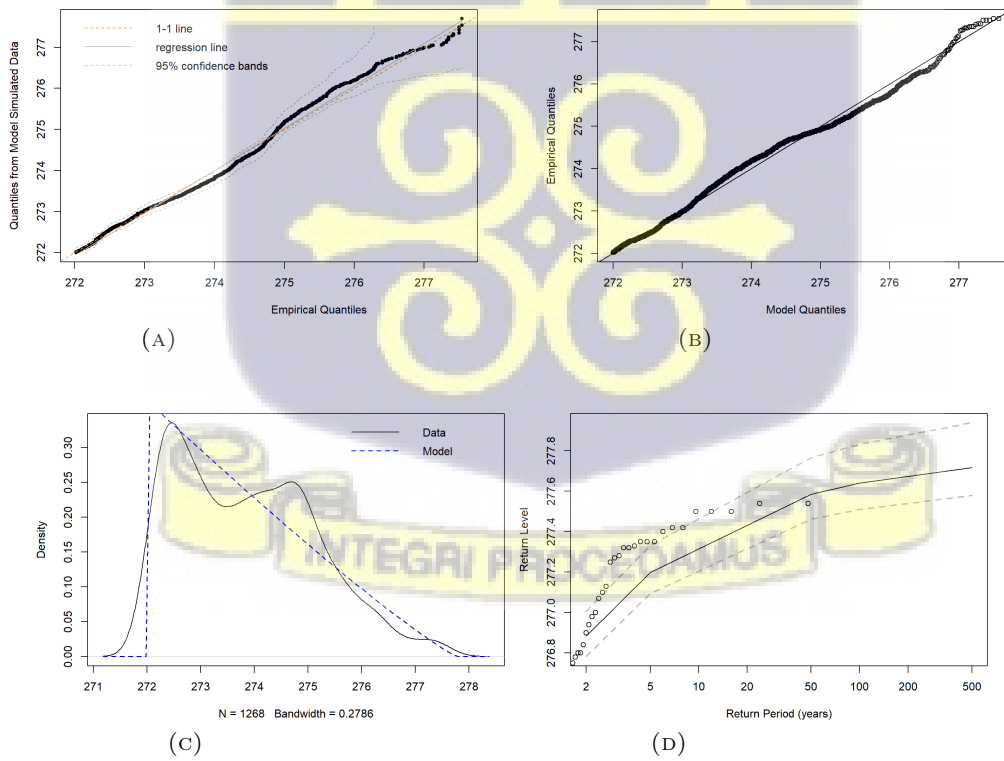 1-1 line
regression line
95% confidence bands
Quantiles from Model Simulated Data
277
276
275
274
273
272
272 273 274 275 276 277
Empirical Quantiles
(A)
Empirical Quantiles
277
276
275
274
273
272
272 273 274 275 276 277
Model Quantiles
(B)
Data
Model
Density
0.30
0.25
0.20
0.15
0.10
0.05
0.00
271 272 273 274 275 276 277 278
N = 1268 Bandwidth = 0.2786
(C)
Return Level
277.8
277.6
277.4
277.2
277.0
276.8
2 5 10 20 50 100 200 500
Return Period (years)
(D)
INTEGRI PROCEDAMUS